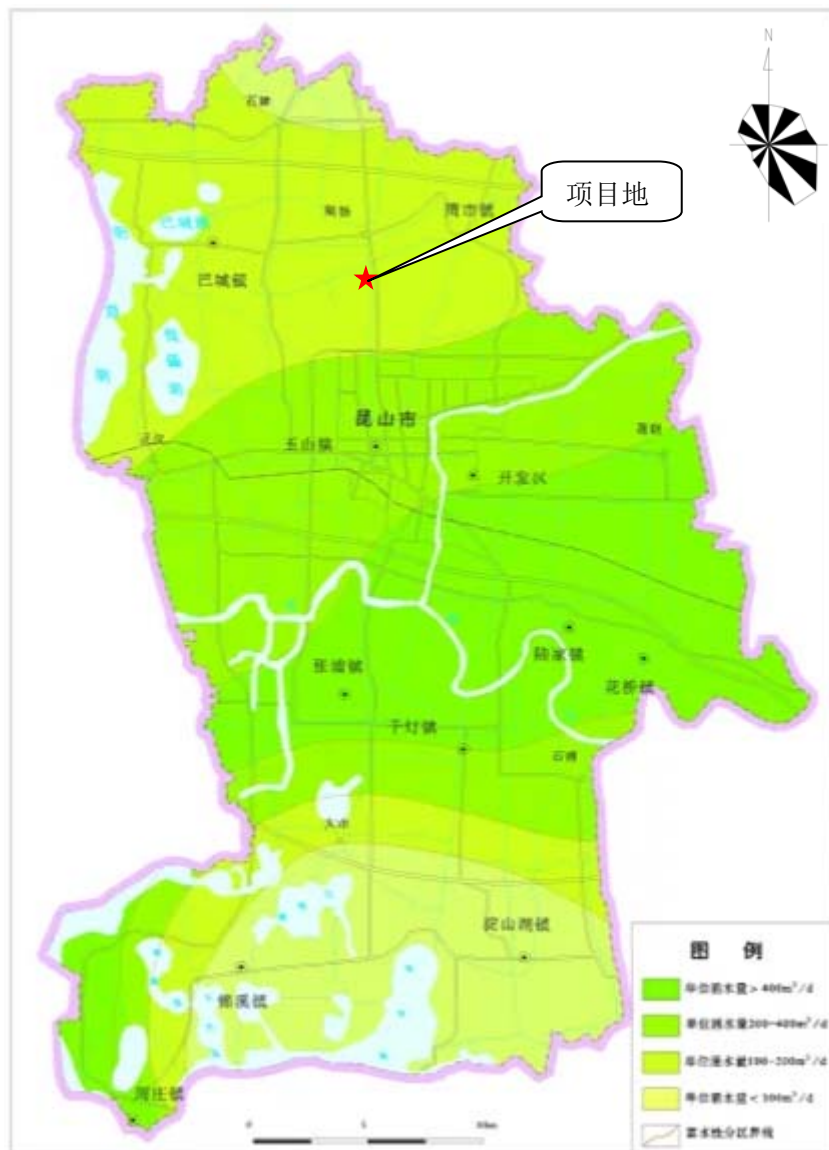 N
石牌
项目地
周市镇
巴城镇
昆山市
玉山镇
开发区
陆家镇
张浦镇
花桥镇
千灯镇
石浦
大市
淀山湖镇
锦溪镇
周庄镇
0
5
10km
图 例
单位涌水量>400m³/d
单位涌水量200-400m³/d
单位涌水量100-200m³/d
单位涌水量<100m³/d
富水性分区界线